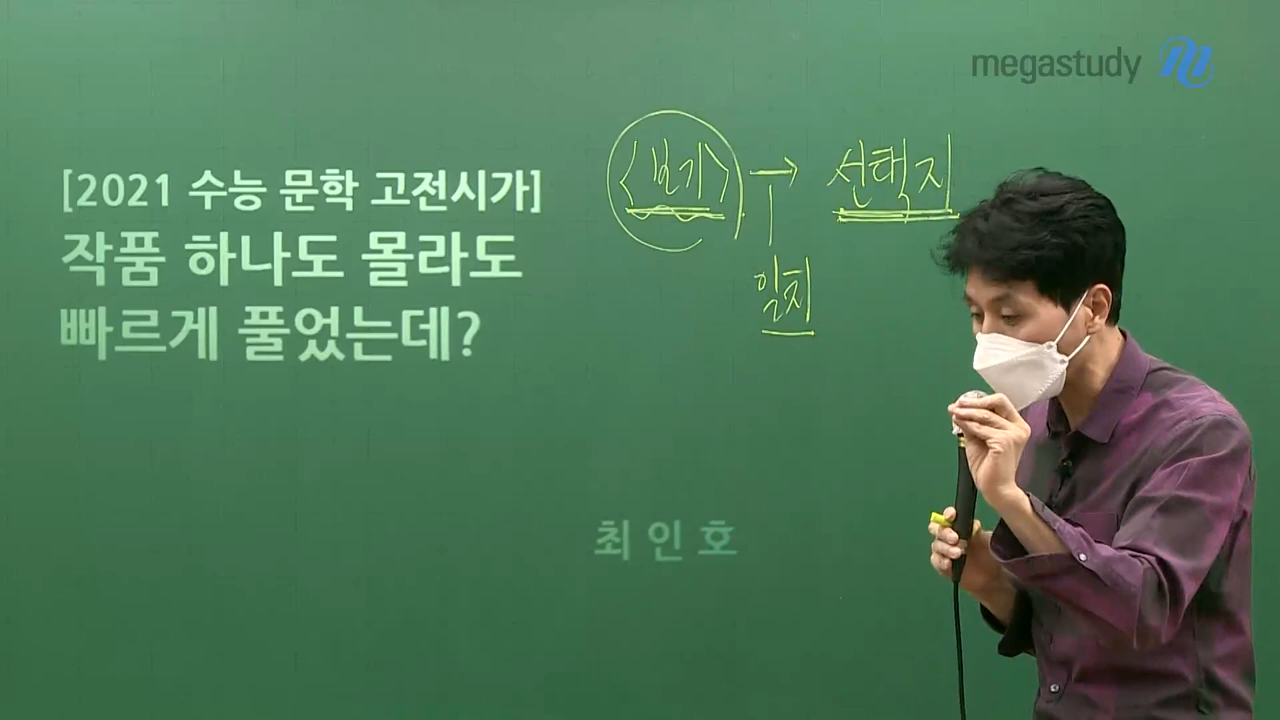 megastudy
[2021 수능 문학 고전시가]
작품 하나도 몰라도
빠르게 풀었는데?
<보기> → 선택지
일치
최인호